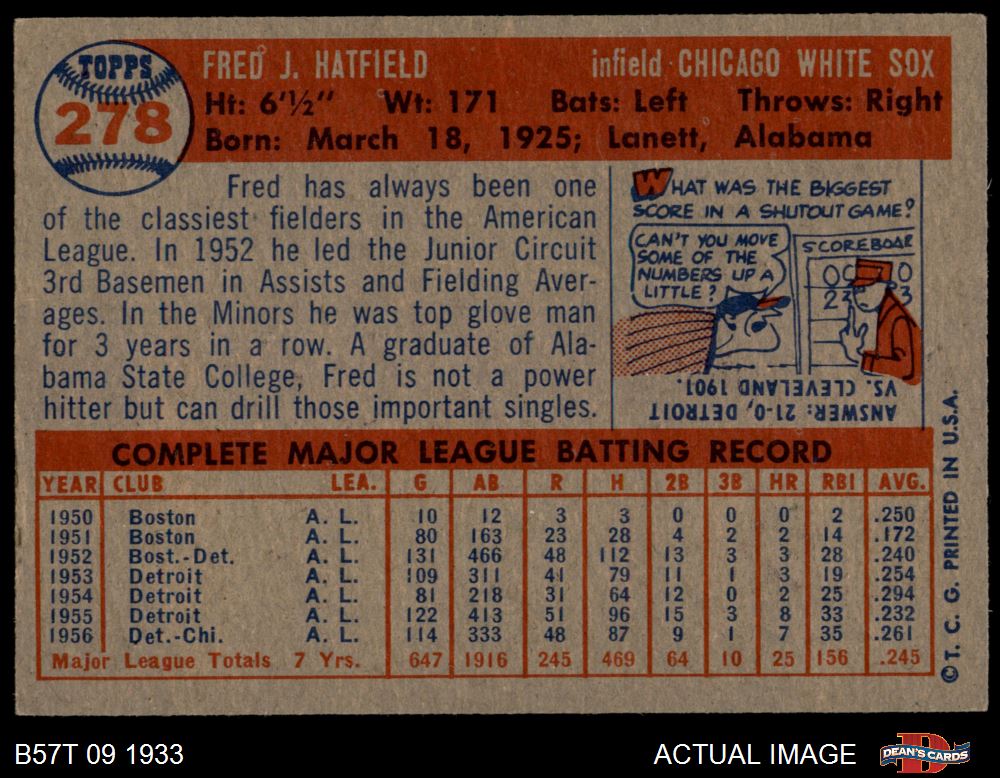 TOPPS
278
FRED J. HATFIELD infield CHICAGO WHITE SOX
Ht: 6'½" Wt: 171 Bats: Left Throws: Right
Born: March 18, 1925; Lanett, Alabama
Fred has always been one
of the classiest fielders in the American
League. In 1952 he led the Junior Circuit
3rd Basemen in Assists and Fielding Aver-
ages. In the Minors he was top glove man
for 3 years in a row. A graduate of Ala-
bama State College, Fred is not a power
hitter but can drill those important singles.
WHAT WAS THE BIGGEST
SCORE IN A SHUTOUT GAME?
CAN'T YOU MOVE
SOME OF THE
NUMBERS UP A
LITTLE?
SCOREBOAR
ANSWER: 21-0, DETROIT
VS. CLEVELAND 1901.
COMPLETE MAJOR LEAGUE BATTING RECORD
YEAR CLUB LEA. G AB R H 2B 3B HR RBI AVG.
1950 Boston A. L. 10 12 3 3 0 0 0 2 .250
1951 Boston A. L. 80 163 23 28 4 2 2 14 .172
1952 Bost.-Det. A. L. 131 466 48 112 13 3 3 28 .240
1953 Detroit A. L. 109 311 41 79 11 1 3 19 .254
1954 Detroit A. L. 81 218 31 64 12 0 2 25 .294
1955 Detroit A. L. 122 413 51 96 15 3 8 33 .232
1956 Det.-Chi. A. L. 114 333 48 87 9 1 7 35 .261
Major League Totals 7 Yrs. 647 1916 245 469 64 10 25 156 .245
© T. C. G. PRINTED IN U.S.A.
B57T 09 1933 ACTUAL IMAGE
DEAN'S CARDS